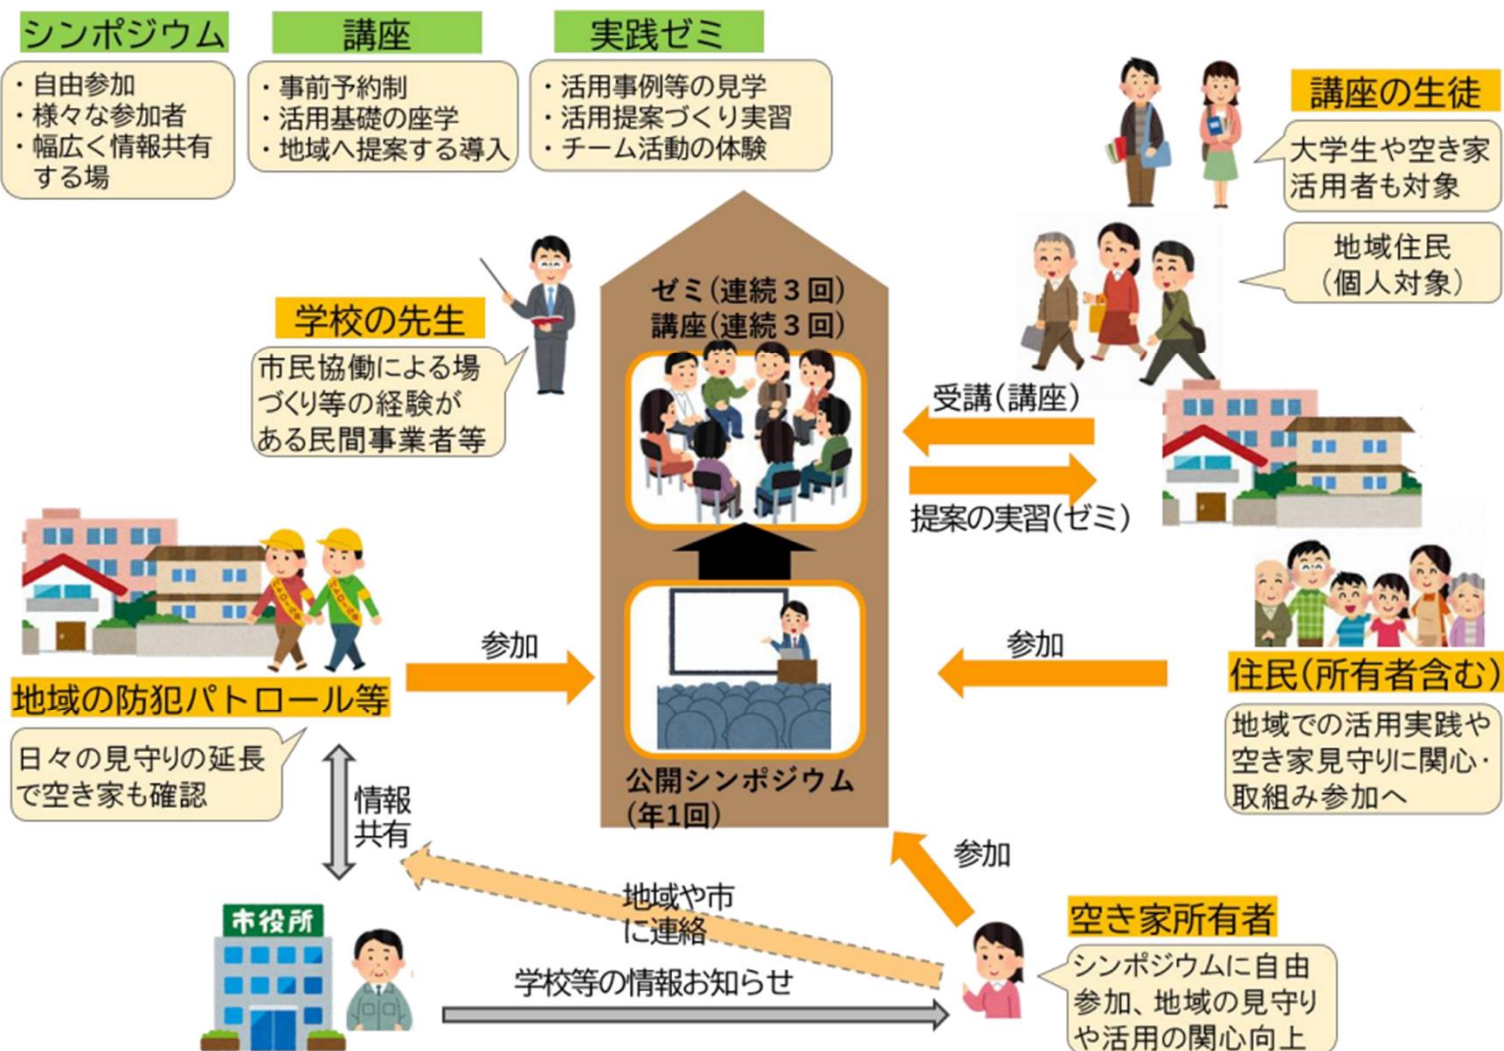 シンポジウム
・自由参加
・様々な参加者
・幅広く情報共有
する場
講座
・事前予約制
・活用基礎の座学
・地域へ提案する導入
実践ゼミ
・活用事例等の見学
・活用提案づくり実習
・チーム活動の体験
講座の生徒
大学生や空き家
活用者も対象
地域住民
（個人対象）
学校の先生
市民協働による場
づくり等の経験が
ある民間事業者等
ゼミ(連続３回)
講座(連続３回)
受講(講座)
提案の実習(ゼミ)
参加
地域の防犯パトロール等
日々の見守りの延長
で空き家も確認
公開シンポジウム
(年1回)
参加
住民(所有者含む)
地域での活用実践や
空き家見守りに関心・
取組み参加へ
情報
共有
参加
地域や市
に連絡
市役所
学校等の情報お知らせ
空き家所有者
シンポジウムに自由
参加、地域の見守り
や活用の関心向上